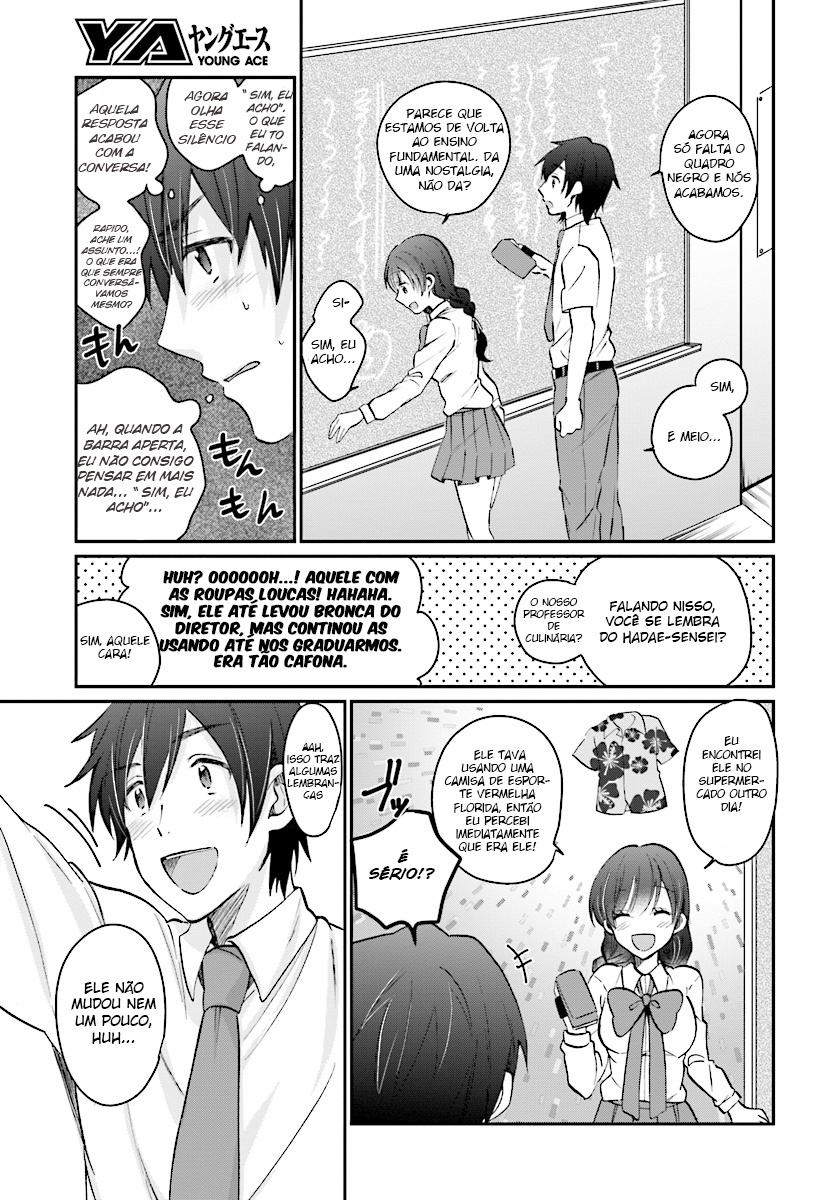 YA
ヤングエース
YOUNG ACE
AGORA
SÓ FALTA O
QUADRO
NEGRO E NÓS
ACABAMOS.
PARECE QUE
ESTAMOS DE VOLTA
AO ENSINO
FUNDAMENTAL. DA
UMA NOSTALGIA,
NÃO DA?
SI-
SIM, EU
ACHO...
SIM,
E MEIO...
"SIM, EU
ACHO".
O QUE
EU TO
FALAN-
DO,
AGORA
OLHA
ESSE
SILÊNCIO
AQUELA
RESPOSTA
ACABOU
COM A
CONVERSA!
RAPIDO,
ACHE UM
ASSUNTO...!
O QUE ERA
QUE SEMPRE
CONVERSÁ-
VAMOS
MESMO?
もん
もん
もん
AH, QUANDO A
BARRA APERTA,
EU NÃO CONSIGO
PENSAR EM MAIS
NADA... "SIM, EU
ACHO"...
FALANDO NISSO,
VOCÊ SE LEMBRA
DO HADAE-SENSEI?
O NOSSO
PROFESSOR
DE
CULINÁRIA?
HUH? OOOOOOH...! AQUELE COM
AS ROUPAS LOUCAS! HAHAHA.
SIM, ELE ATÉ LEVOU BRONCA DO
DIRETOR, MAS CONTINOU AS
USANDO ATÉ NOS GRADUARMOS.
ERA TÃO CAFONA.
SIM, AQUELE
CARA!
EU
ENCONTREI
ELE NO
SUPERMER-
CADO OUTRO
DIA!
ELE TAVA
USANDO UMA
CAMISA DE ESPOR-
TE VERMELHA
FLORIDA, ENTÃO
EU PERCEBI
IMEDIATAMENTE
QUE ERA ELE!
É
SÉRIO!?
AAH,
ISSO TRAZ
ALGUMAS
LEMBRAN-
CAS
ELE NÃO
MUDOU NEM
UM POUCO,
HUH...